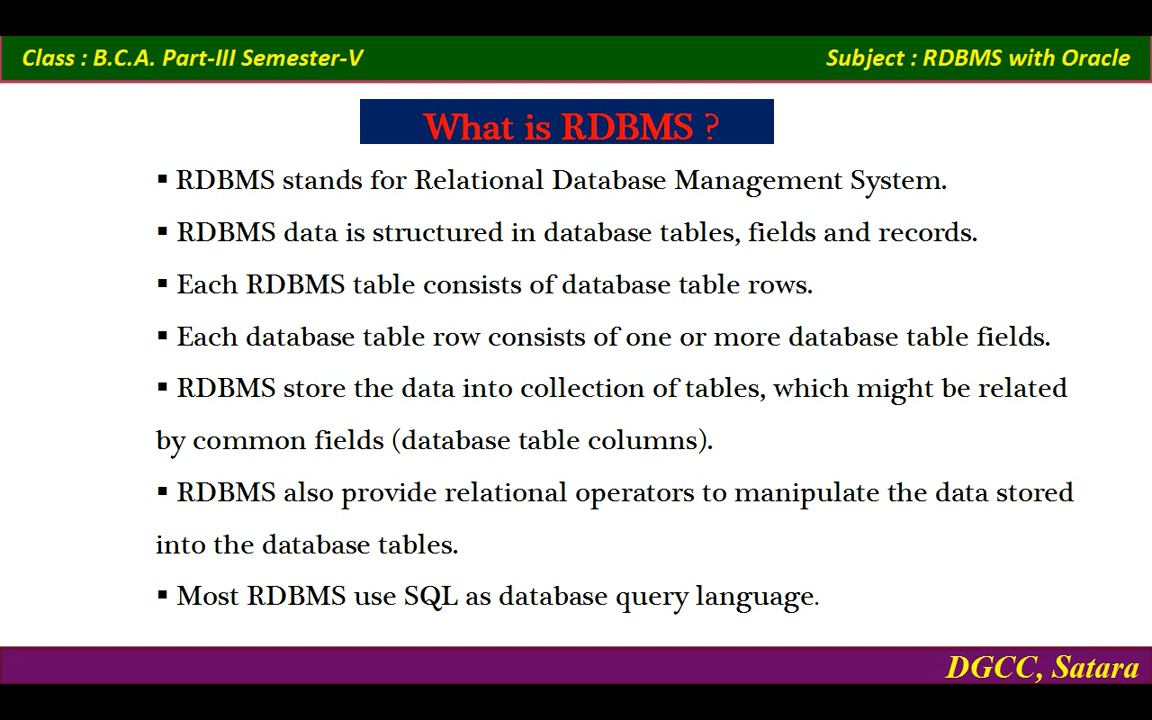 Class : B.C.A. Part-III Semester-V
Subject : RDBMS with Oracle
What is RDBMS ?
▪ RDBMS stands for Relational Database Management System.
▪ RDBMS data is structured in database tables, fields and records.
▪ Each RDBMS table consists of database table rows.
▪ Each database table row consists of one or more database table fields.
▪ RDBMS store the data into collection of tables, which might be related
by common fields (database table columns).
▪ RDBMS also provide relational operators to manipulate the data stored
into the database tables.
▪ Most RDBMS use SQL as database query language.
DGCC, Satara